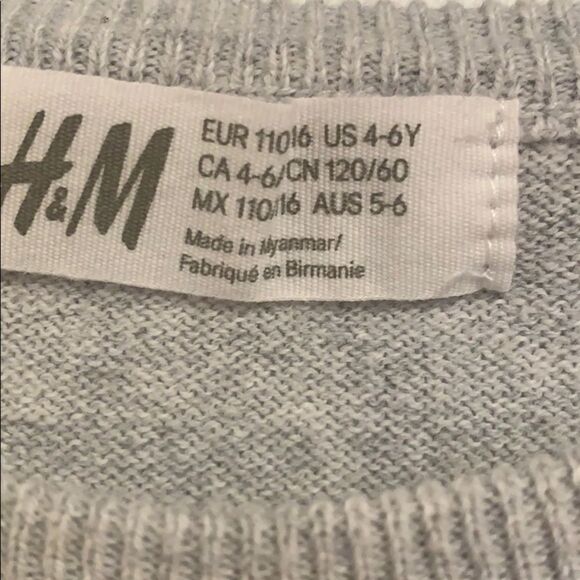 H&M
EUR 110/16 US 4-6Y
CA 4-6/CN 120/60
MX 110/116 AUS 5-6
Made in Myanmar/
Fabriqué en Birmanie